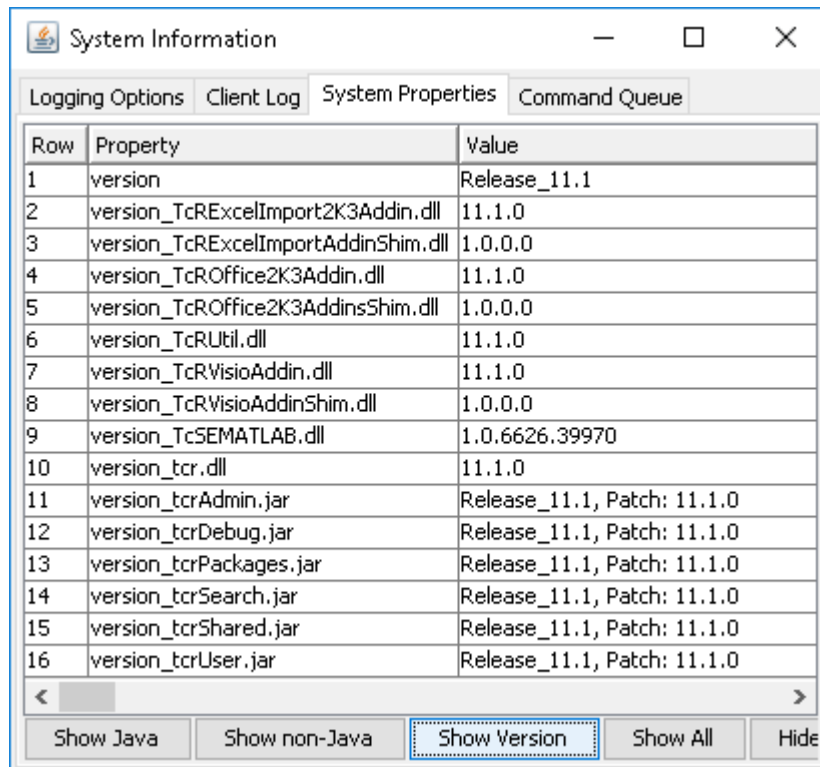 System Information
Logging Options Client Log System Properties Command Queue
Row Property Value
1 version Release_11.1
2 version_TcRExcelImport2K3Addin.dll 11.1.0
3 version_TcRExcelImportAddinShim.dll 1.0.0.0
4 version_TcROffice2K3Addin.dll 11.1.0
5 version_TcROffice2K3AddinsShim.dll 1.0.0.0
6 version_TcRUtil.dll 11.1.0
7 version_TcRVisioAddin.dll 11.1.0
8 version_TcRVisioAddinShim.dll 1.0.0.0
9 version_TcSEMATLAB.dll 1.0.6626.39970
10 version_tcr.dll 11.1.0
11 version_tcrAdmin.jar Release_11.1, Patch: 11.1.0
12 version_tcrDebug.jar Release_11.1, Patch: 11.1.0
13 version_tcrPackages.jar Release_11.1, Patch: 11.1.0
14 version_tcrSearch.jar Release_11.1, Patch: 11.1.0
15 version_tcrShared.jar Release_11.1, Patch: 11.1.0
16 version_tcrUser.jar Release_11.1, Patch: 11.1.0
Show Java Show non-Java Show Version Show All Hide